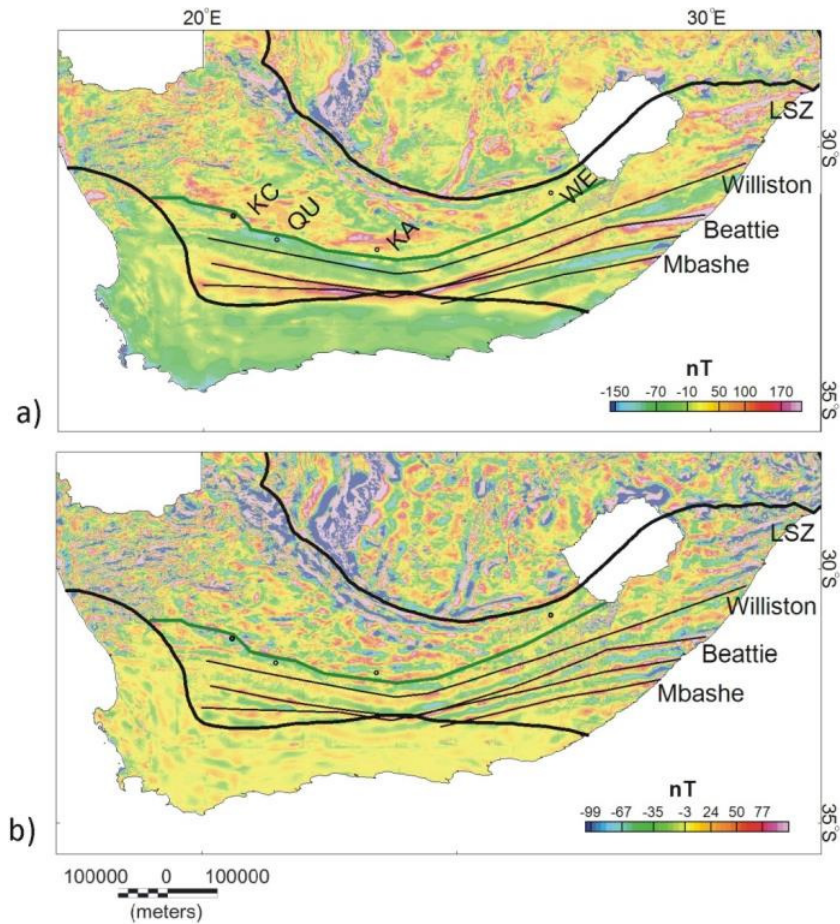 20°E 30°E
KC
QU
KA
WE
LSZ
30°S
Williston
Beattie
Mbashe
nT
-150 -70 -10 50 100 170
35°S
a)
LSZ
30°S
Williston
Beattie
Mbashe
nT
-99 -67 -35 -3 24 50 77
35°S
b)
100000 0 100000
(meters)